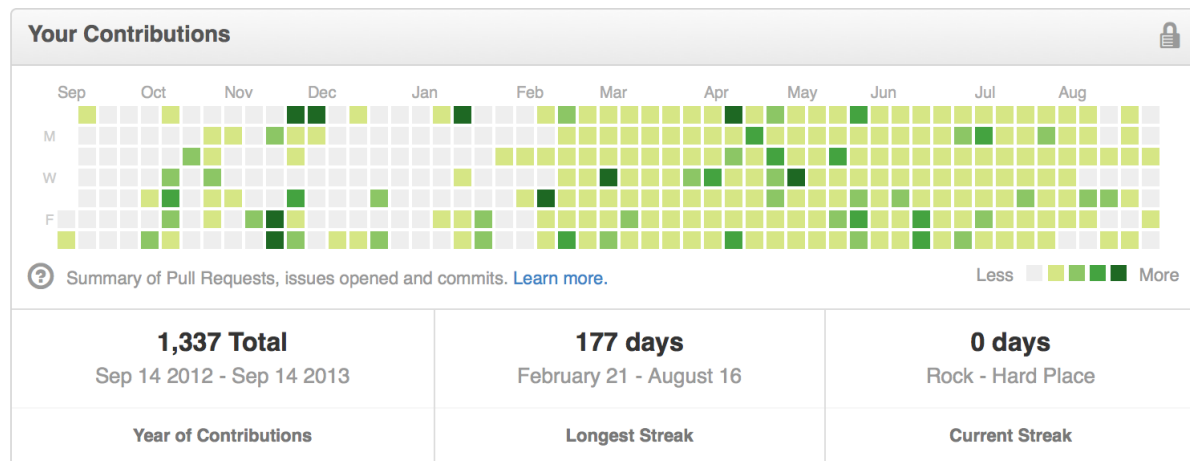 Your Contributions
Sep Oct Nov Dec Jan Feb Mar Apr May Jun Jul Aug
M
W
F
? Summary of Pull Requests, issues opened and commits. Learn more.
Less More
1,337 Total
Sep 14 2012 - Sep 14 2013
Year of Contributions
177 days
February 21 - August 16
Longest Streak
0 days
Rock - Hard Place
Current Streak